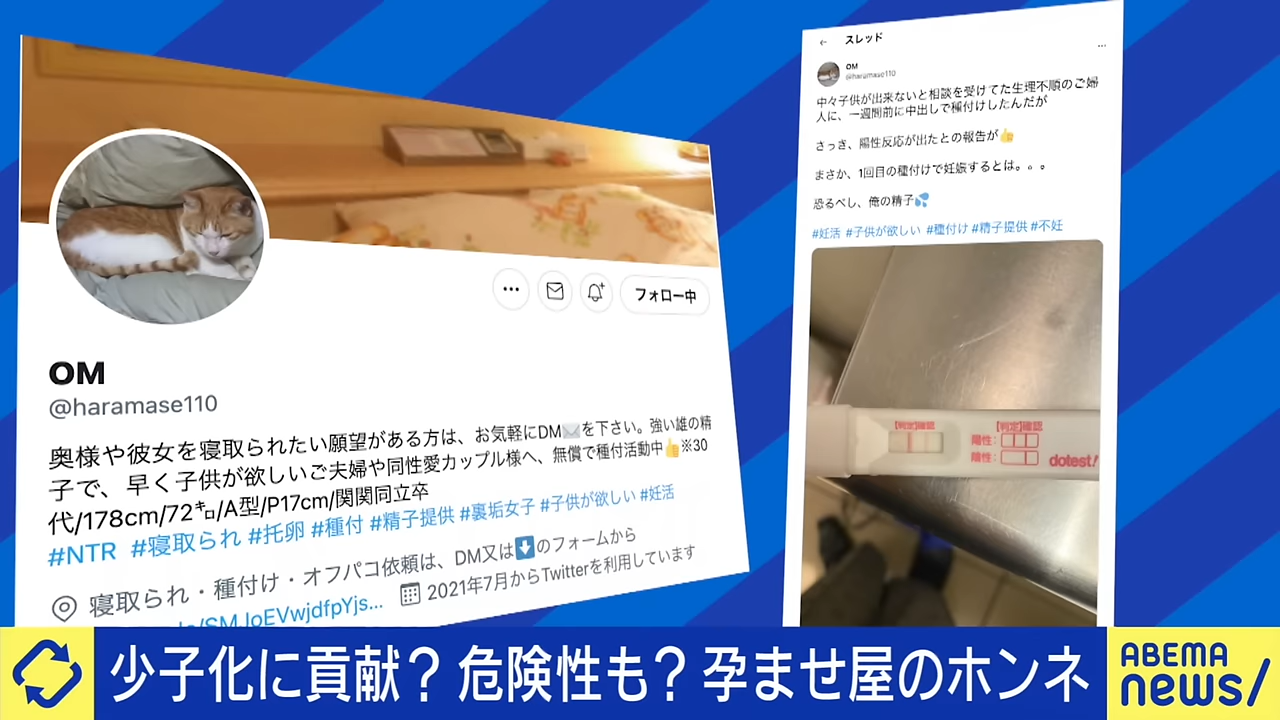 フォロー中
OM
@haramase110
奥様や彼女を寝取られたい願望がある方は、お気軽にDM✉️を下さい。強い雄の精
子で、早く子供が欲しいご夫婦や同性愛カップル様へ、無償で種付活動中👍※30
代/178cm/72㌔/A型/P17cm/関関同立卒
#NTR #寝取られ #托卵 #種付 #精子提供 #裏垢女子 #子供が欲しい #妊活
寝取られ・種付け・オフパコ依頼は、DM又は⬇️のフォームから
SMJoEVwjdfpYjs... 2021年7月からTwitterを利用しています
← スレッド
OM
@haramase110
中々子供が出来ないと相談を受けてた生理不順のご婦
人に、一週間前に中出しで種付けしたんだが
さっき、陽性反応が出たとの報告が👍
まさか、1回目の種付けで妊娠するとは。。。
恐るべし、俺の精子💦
#妊活 #子供が欲しい #種付け #精子提供 #不妊
【判定】確認
【判定】確認
陽性:
陽性:
dotest!
少子化に貢献？ 危険性も？ 孕ませ屋のホンネ
ABEMA
news/